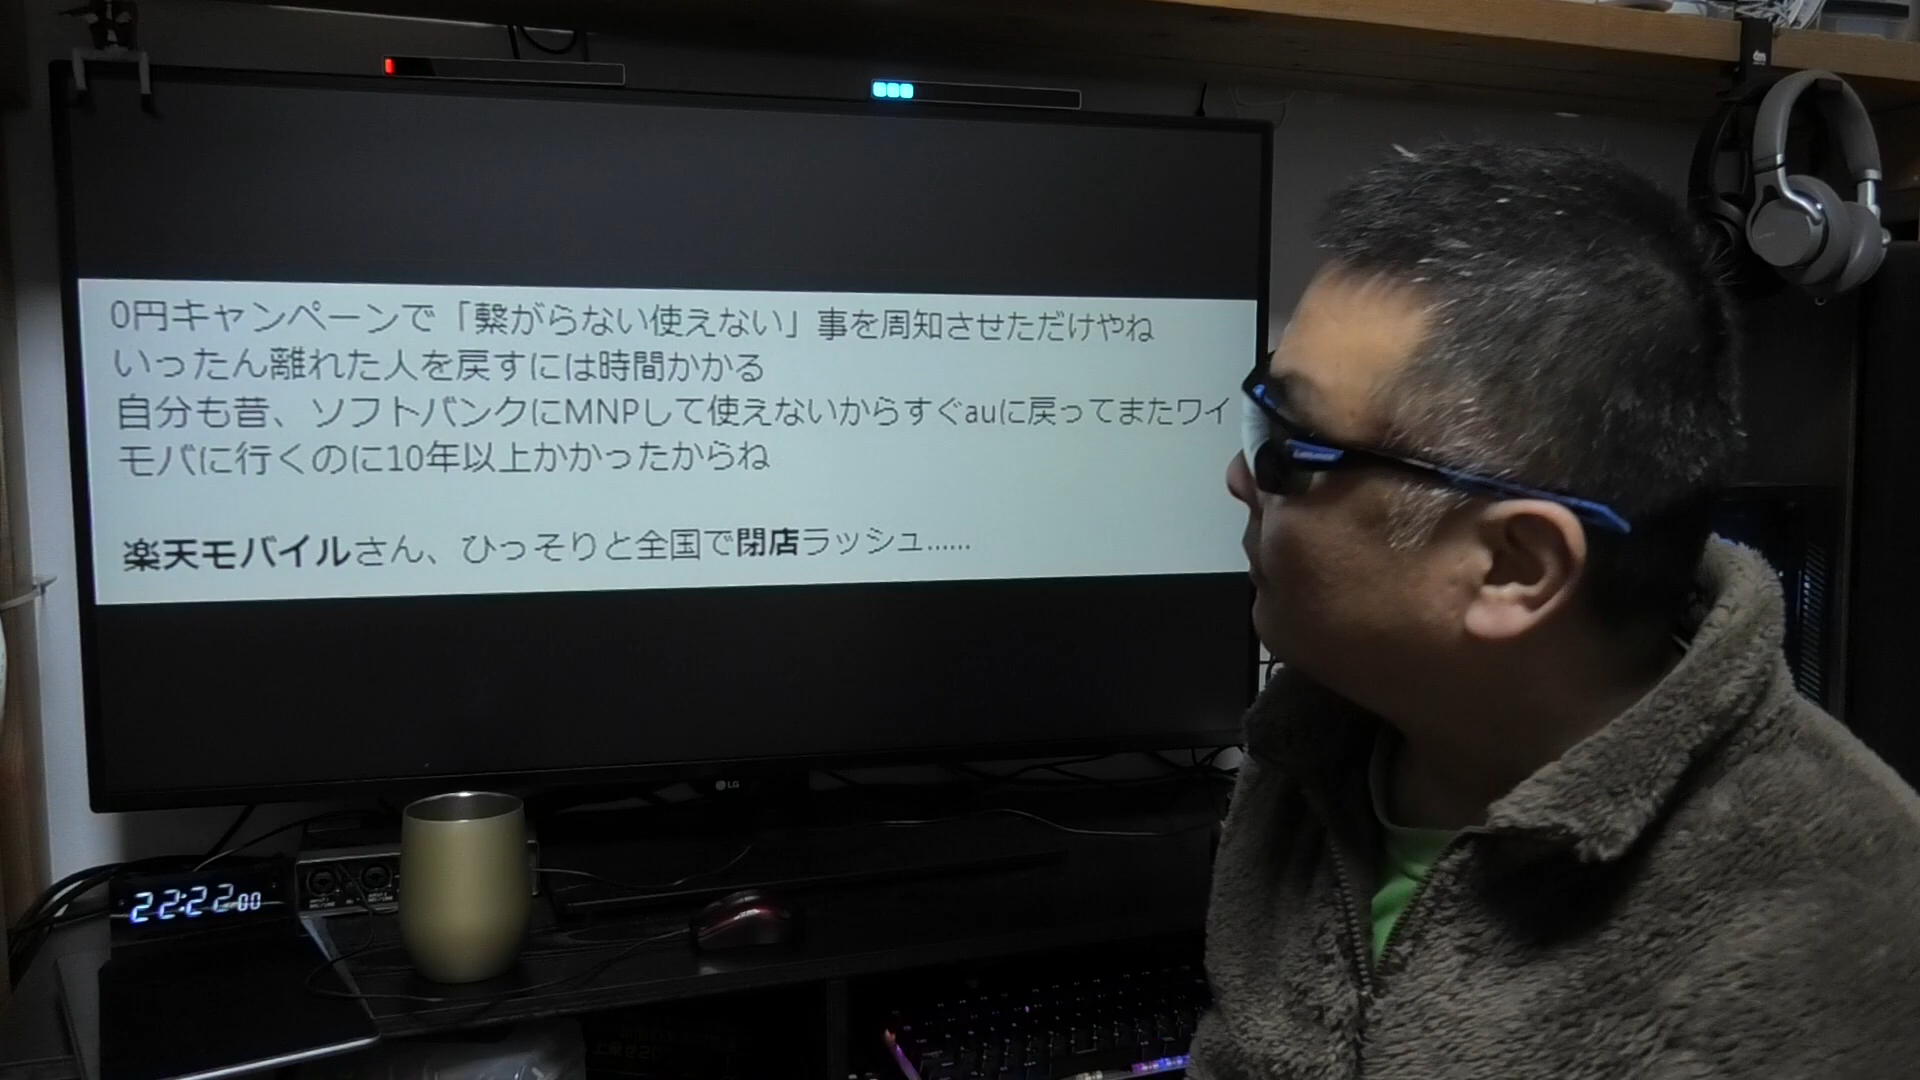 0円キャンペーンで「繋がらない使えない」事を周知させただけやね
いったん離れた人を戻すには時間かかる
自分も昔、ソフトバンクにMNPして使えないからすぐauに戻ってまたワイ
モバに行くのに10年以上かかったからね
楽天モバイルさん、ひっそりと全国で閉店ラッシュ……
LG
22:22 00